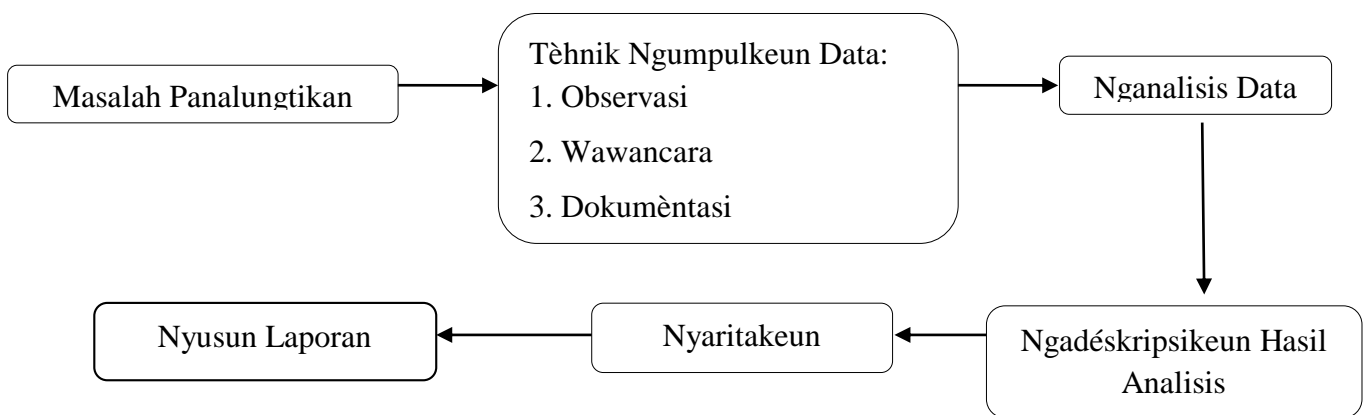 Masalah Panalungtikan
Tèhnik Ngumpulkeun Data:
1. Observasi
2. Wawancara
3. Dokumèntasi
Nganalisis Data
Ngadéskripsikeun Hasil
Analisis
Nyaritakeun
Nyusun Laporan